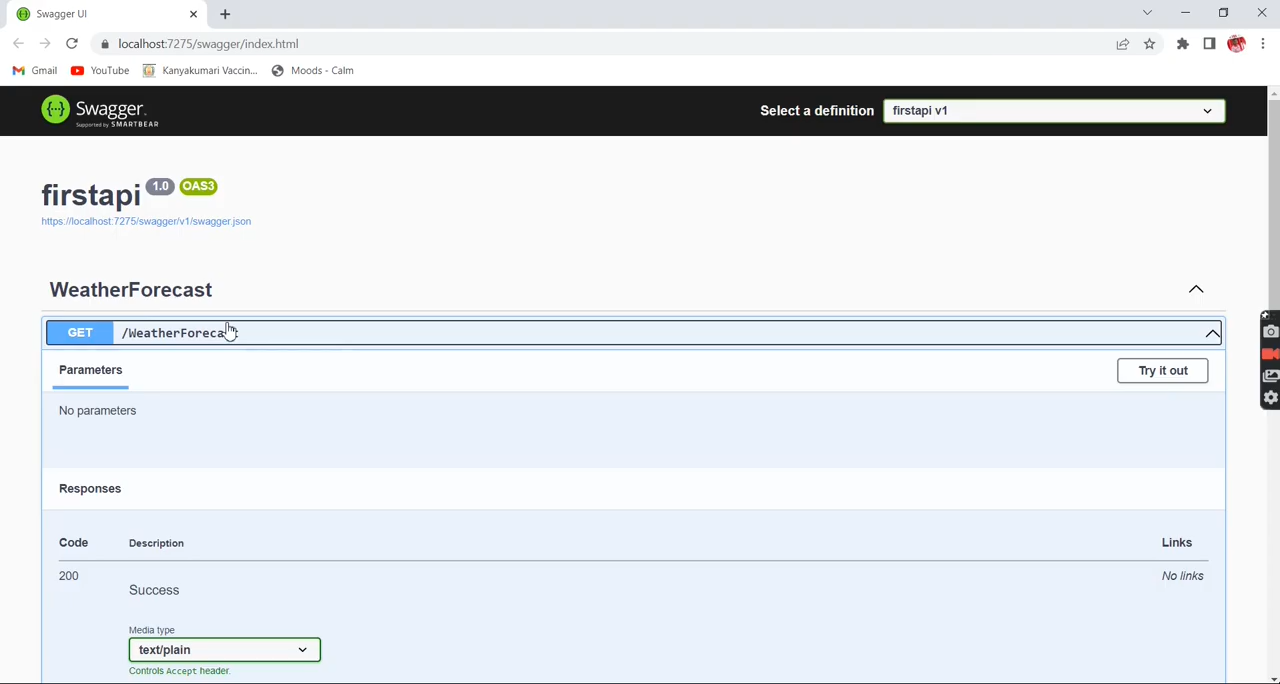 Swagger UI
localhost:7275/swagger/index.html
Gmail YouTube Kanyakumari Vaccin... Moods - Calm
Swagger.
Supported by SMARTBEAR
Select a definition firstapi v1
firstapi 1.0 OAS3
https://localhost:7275/swagger/v1/swagger.json
WeatherForecast
GET /WeatherForecast
Parameters Try it out
No parameters
Responses
Code Description Links
200 No links
Success
Media type
text/plain
Controls Accept header.